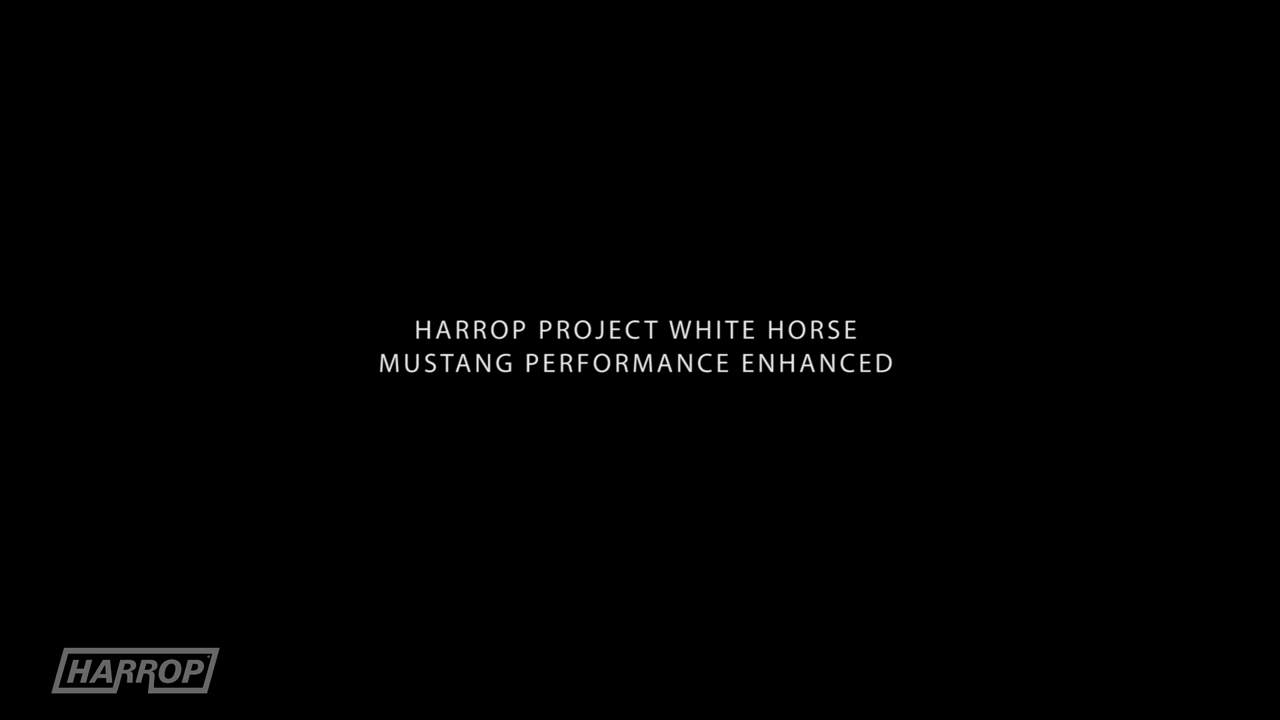 HARROP PROJECT WHITE HORSE
MUSTANG PERFORMANCE ENHANCED
HARROP